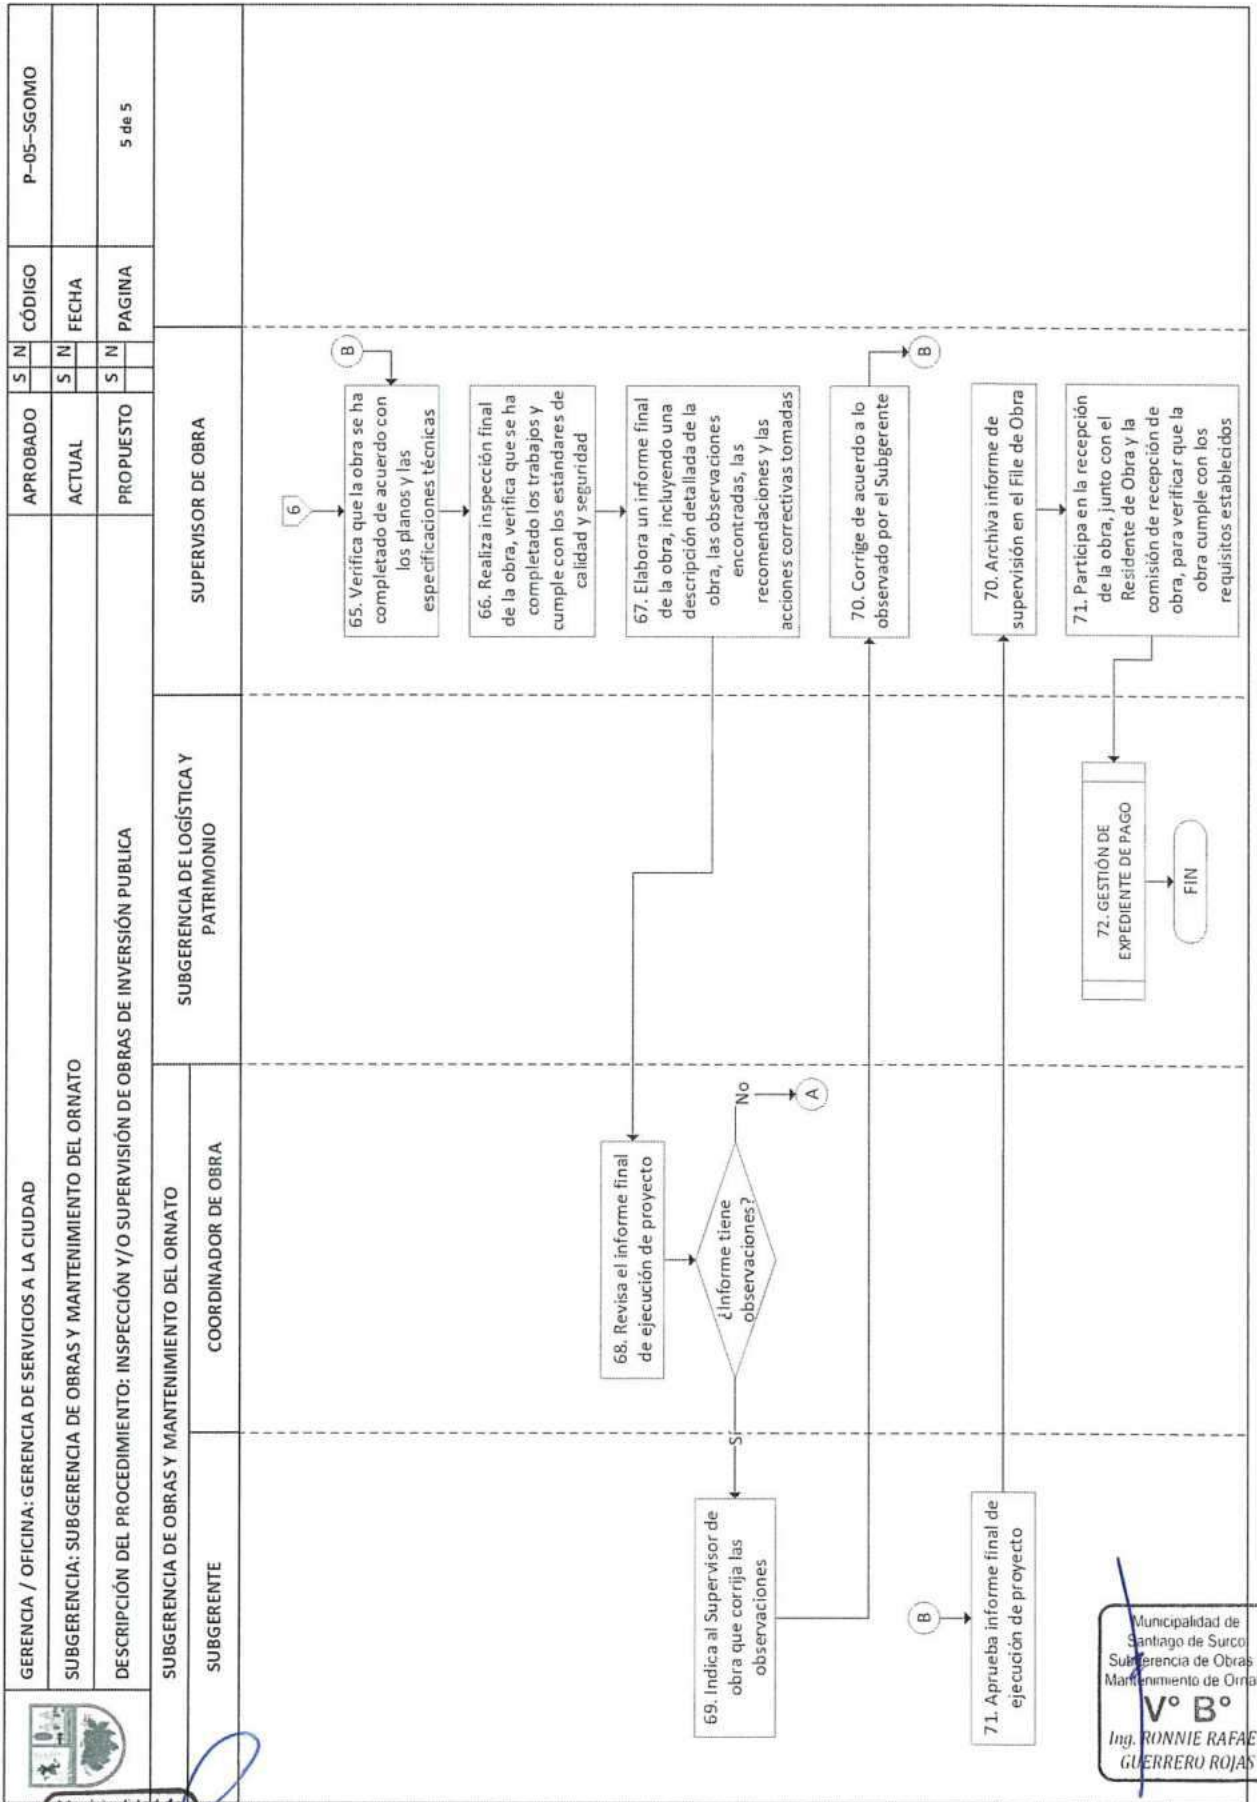 GERENCIA / OFICINA: GERENCIA DE SERVICIOS A LA CIUDAD
APROBADO
S N
CÓDIGO
P–05–SGOMO
SUBGERENCIA: SUBGERENCIA DE OBRAS Y MANTENIMIENTO DEL ORNATO
ACTUAL
S N
FECHA
DESCRIPCIÓN DEL PROCEDIMIENTO: INSPECCIÓN Y/O SUPERVISIÓN DE OBRAS DE INVERSIÓN PUBLICA
PROPUESTO
S N
PAGINA
5 de 5
SUBGERENCIA DE OBRAS Y MANTENIMIENTO DEL ORNATO
SUBGERENTE
COORDINADOR DE OBRA
SUBGERENCIA DE LOGÍSTICA Y
PATRIMONIO
SUPERVISOR DE OBRA
6
B
65. Verifica que la obra se ha
completado de acuerdo con
los planos y las
especificaciones técnicas
66. Realiza inspección final
de la obra, verifica que se ha
completado los trabajos y
cumple con los estándares de
calidad y seguridad
67. Elabora un informe final
de la obra, incluyendo una
descripción detallada de la
obra, las observaciones
encontradas, las
recomendaciones y las
acciones correctivas tomadas
68. Revisa el informe final
de ejecución de proyecto
¿Informe tiene
observaciones?
No
A
S
69. Indica al Supervisor de
obra que corrija las
observaciones
70. Corrige de acuerdo a lo
observado por el Subgerente
B
B
71. Aprueba informe final de
ejecución de proyecto
70. Archiva informe de
supervisión en el File de Obra
71. Participa en la recepción
de la obra, junto con el
Residente de Obra y la
comisión de recepción de
obra, para verificar que la
obra cumple con los
requisitos establecidos
72. GESTIÓN DE
EXPEDIENTE DE PAGO
FIN
Municipalidad de
Santiago de Surco
Subgerencia de Obras
Mantenimiento de Orna
V° B°
Ing. RONNIE RAFAE
GUERRERO ROJAS